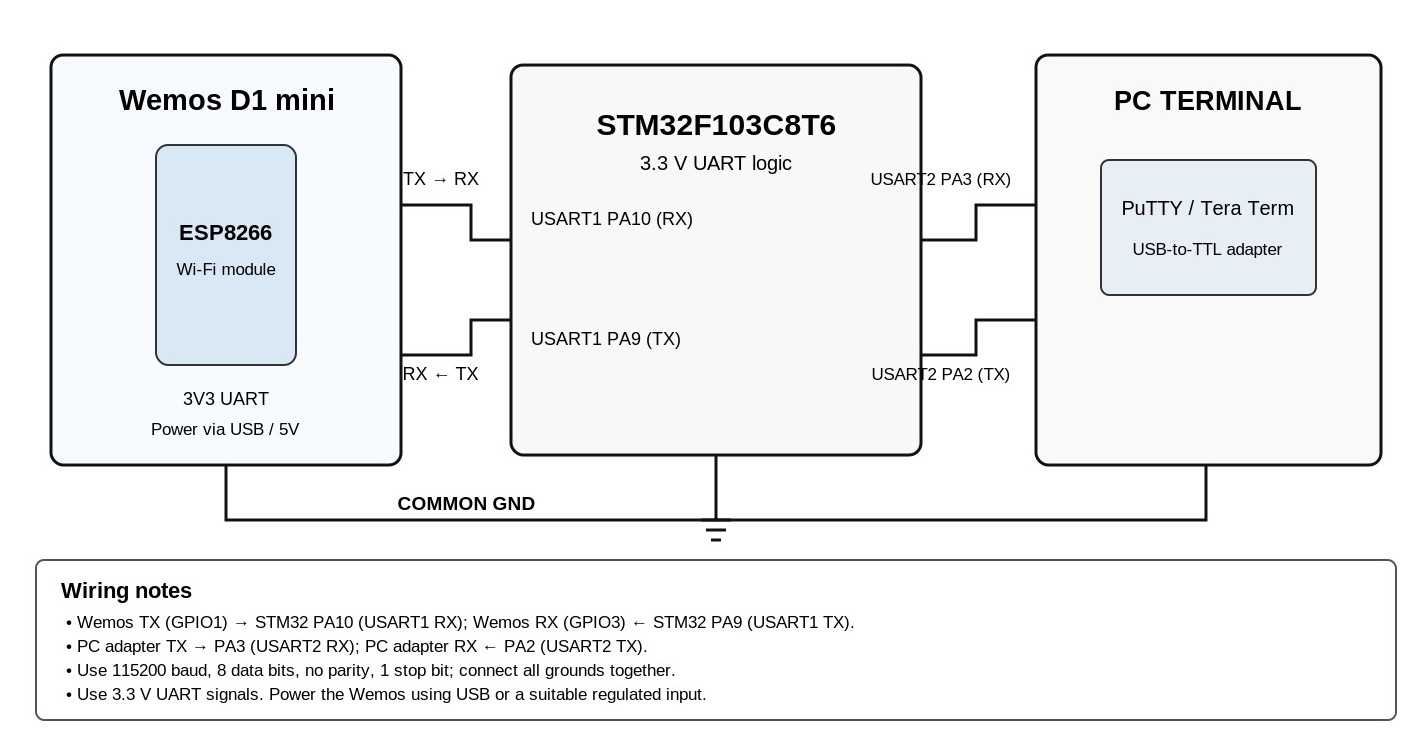 Wemos D1 mini
ESP8266
Wi-Fi module
3V3 UART
Power via USB / 5V
TX → RX
RX ← TX
STM32F103C8T6
3.3 V UART logic
USART1 PA10 (RX)
USART1 PA9 (TX)
USART2 PA3 (RX)
USART2 PA2 (TX)
PC TERMINAL
PuTTY / Tera Term
USB-to-TTL adapter
COMMON GND
Wiring notes
• Wemos TX (GPIO1) → STM32 PA10 (USART1 RX); Wemos RX (GPIO3) ← STM32 PA9 (USART1 TX).
• PC adapter TX → PA3 (USART2 RX); PC adapter RX ← PA2 (USART2 TX).
• Use 115200 baud, 8 data bits, no parity, 1 stop bit; connect all grounds together.
• Use 3.3 V UART signals. Power the Wemos using USB or a suitable regulated input.